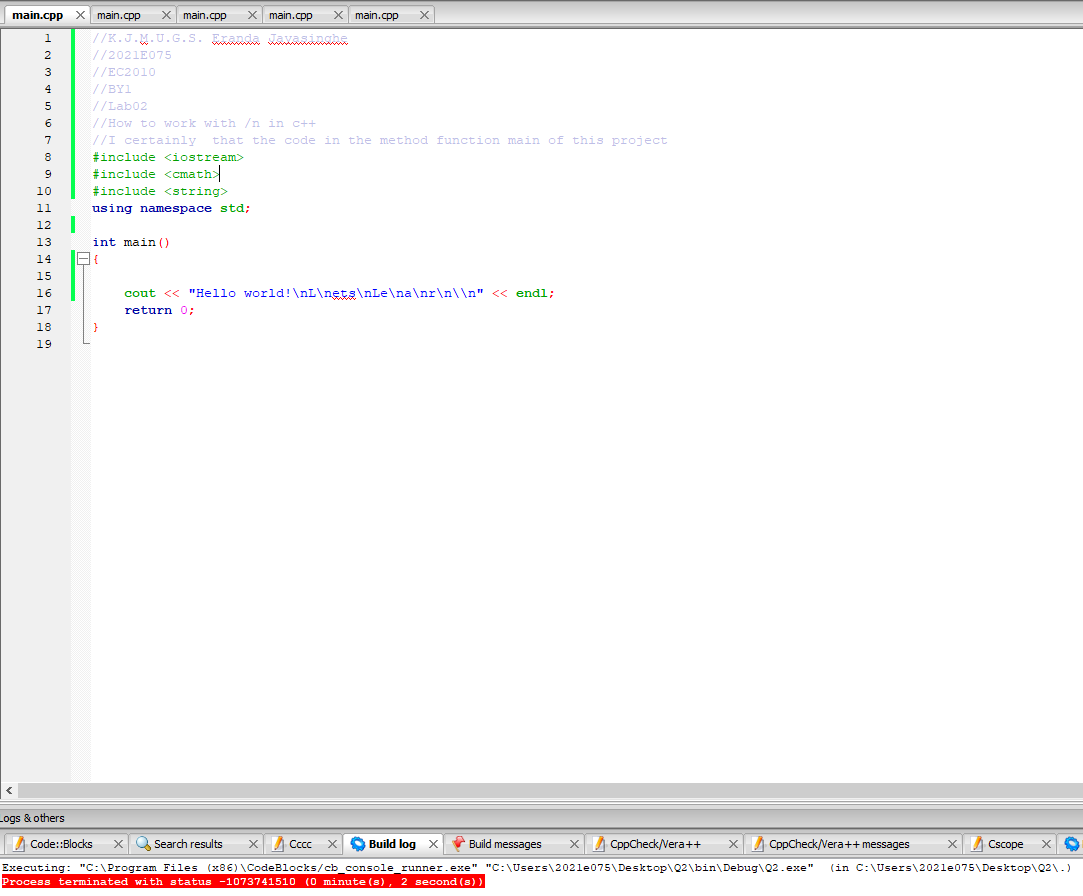 main.cpp main.cpp main.cpp main.cpp main.cpp
1 //K.J.M.U.G.S. Eranda Jayasinghe
2 //2021E075
3 //EC2010
4 //BY1
5 //Lab02
6 //How to work with /n in c++
7 //I certainly  that the code in the method function main of this project
8 #include <iostream>
9 #include <cmath>
10 #include <string>
11 using namespace std;
12
13 int main()
14 {
15
16 cout << "Hello world!\nL\nets\nLe\na\nr\n\\n" << endl;
17 return 0;
18 }
19
Logs & others
Code::Blocks Search results Cccc Build log Build messages CppCheck/Vera++ CppCheck/Vera++ messages Cscope
Executing: "C:\Program Files (x86)\CodeBlocks/cb_console_runner.exe" "C:\Users\2021e075\Desktop\Q2\bin\Debug\Q2.exe"  (in C:\Users\2021e075\Desktop\Q2\.)
Process terminated with status -1073741510 (0 minute(s), 2 second(s))